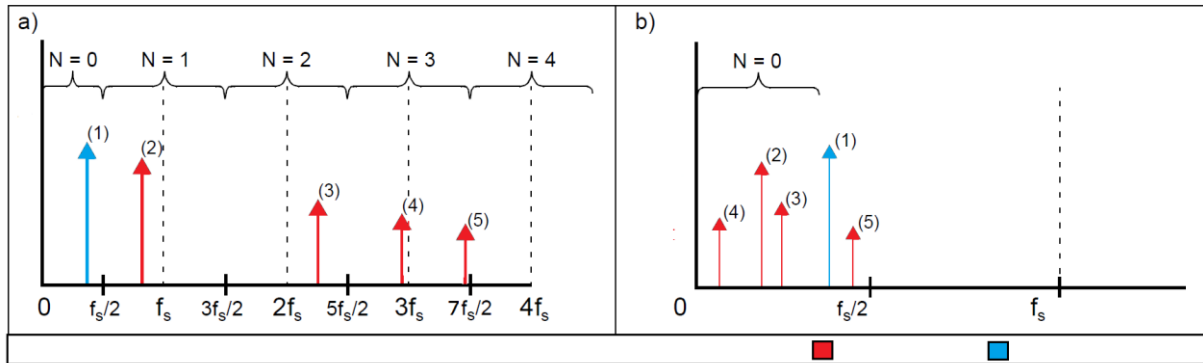 a)
N = 0 N = 1 N = 2 N = 3 N = 4
(1)
(2)
(3)
(4)
(5)
0 fs/2 fs 3fs/2 2fs 5fs/2 3fs 7fs/2 4fs
b)
N = 0
(1)
(2)
(3)
(4)
(5)
0 fs/2 fs